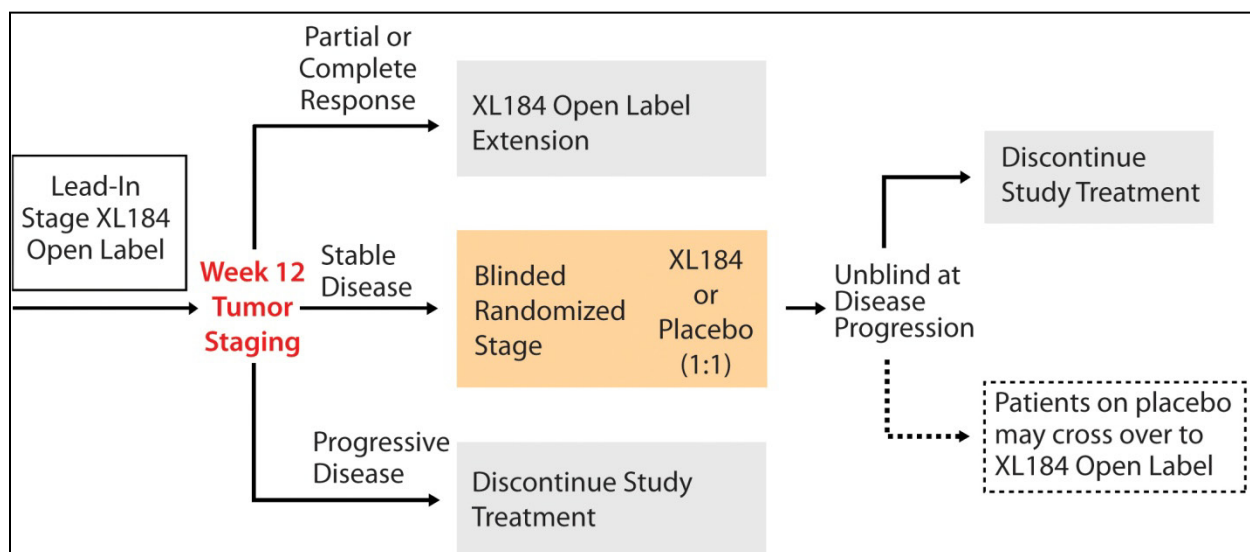 Lead-In
Stage XL184
Open Label
Week 12
Tumor
Staging
Partial or
Complete
Response
XL184 Open Label
Extension
Stable
Disease
Blinded
Randomized
Stage
XL184
or
Placebo
(1:1)
Progressive
Disease
Discontinue Study
Treatment
Unblind at
Disease
Progression
Discontinue
Study Treatment
Patients on placebo
may cross over to
XL184 Open Label